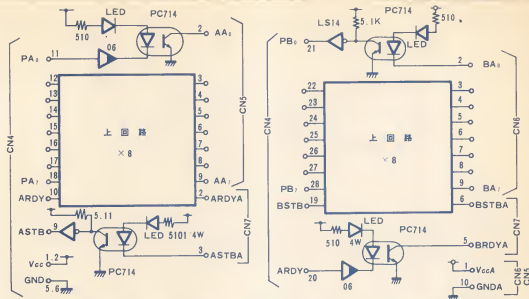 LED
PC714
510
AA0
2
PA0
11
06
CN4
CN5
12
13
14
15
16
17
18
PA7
上 回 路
×8
3
4
5
6
7
8
9
AA7
ARDY
10
2
ARDYA
5.11
ASTB
9
LED
5101/4W
CN7
3
ASTBA
PC714
Vcc
1.2
GND
5.6
LS14
5.1K
PC714
510
PB0
21
LED
2
BA0
CN4
CN6
22
23
24
25
26
27
28
PB7
上 回 路
×8
3
4
5
6
7
8
9
BA7
BSTB
19
6
BSTBA
LED
510
4W
PC714
5
BRDYA
CN7
ARDY
20
06
1
VccA
10
GNDA
CN6
CN5